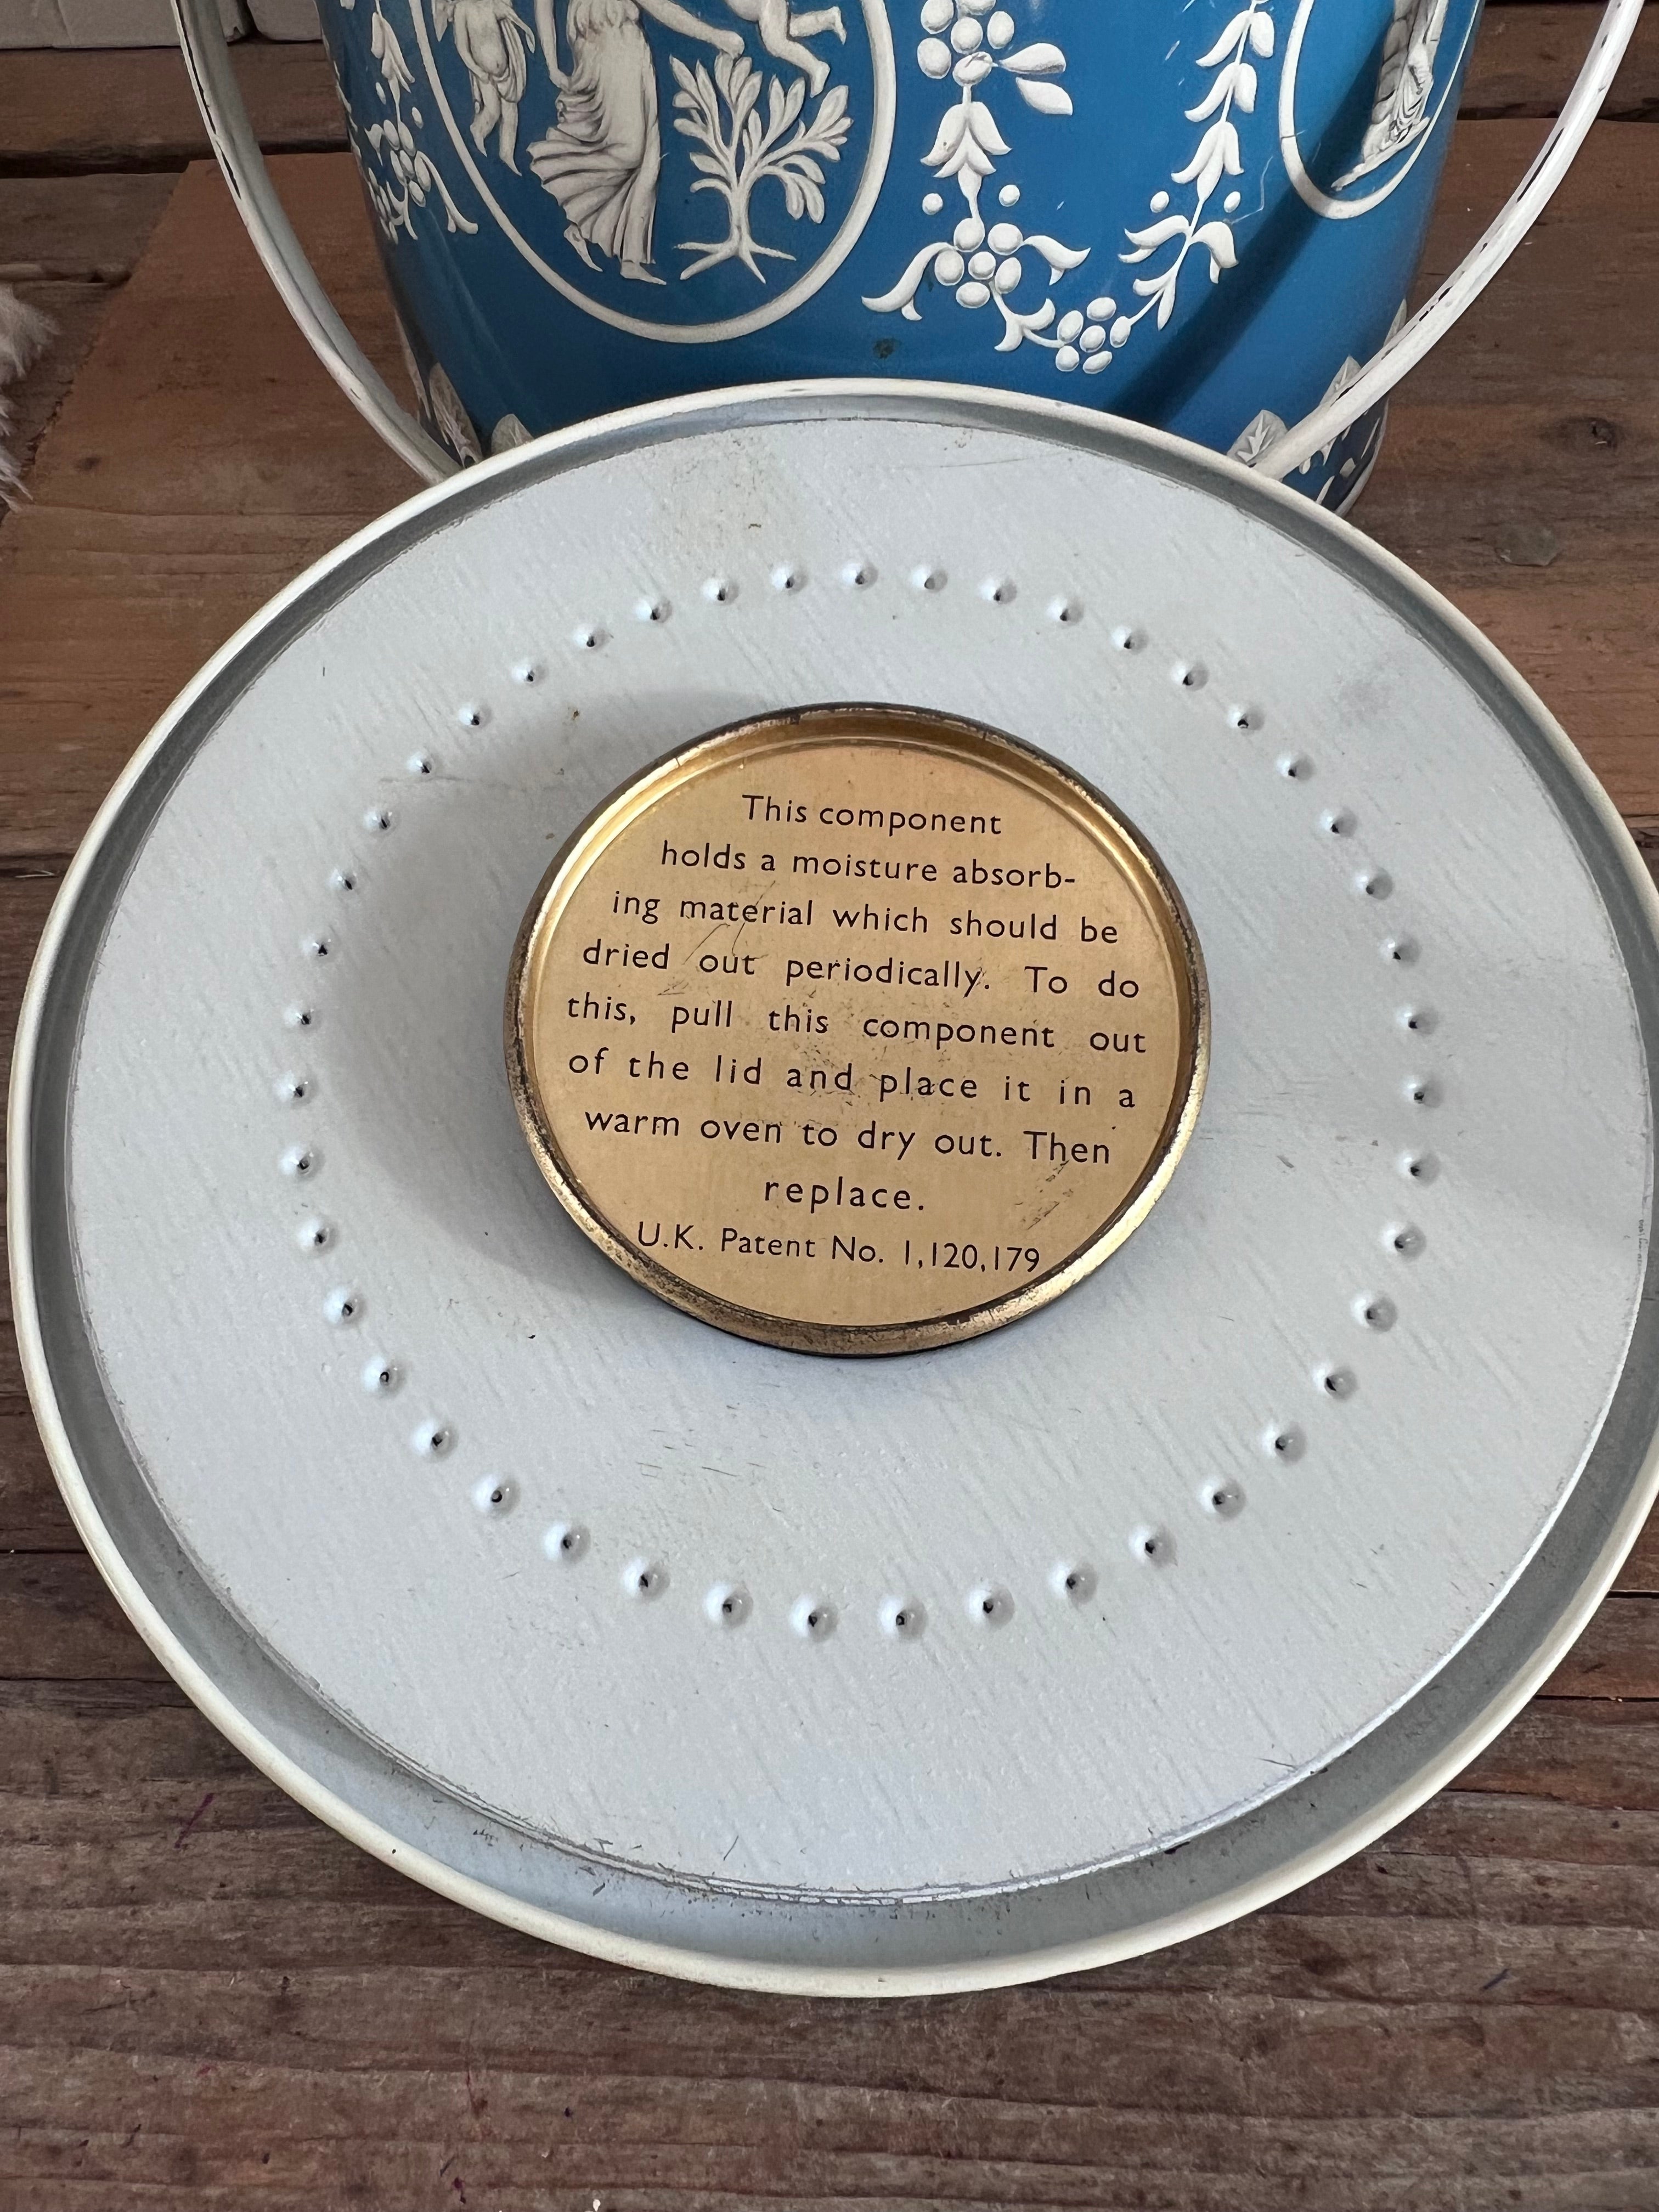 This component
holds a moisture absorb-
ing material which should be
dried out periodically. To do
this, pull this component out
of the lid and place it in a
warm oven to dry out. Then
replace.
U.K. Patent No. 1,120,179